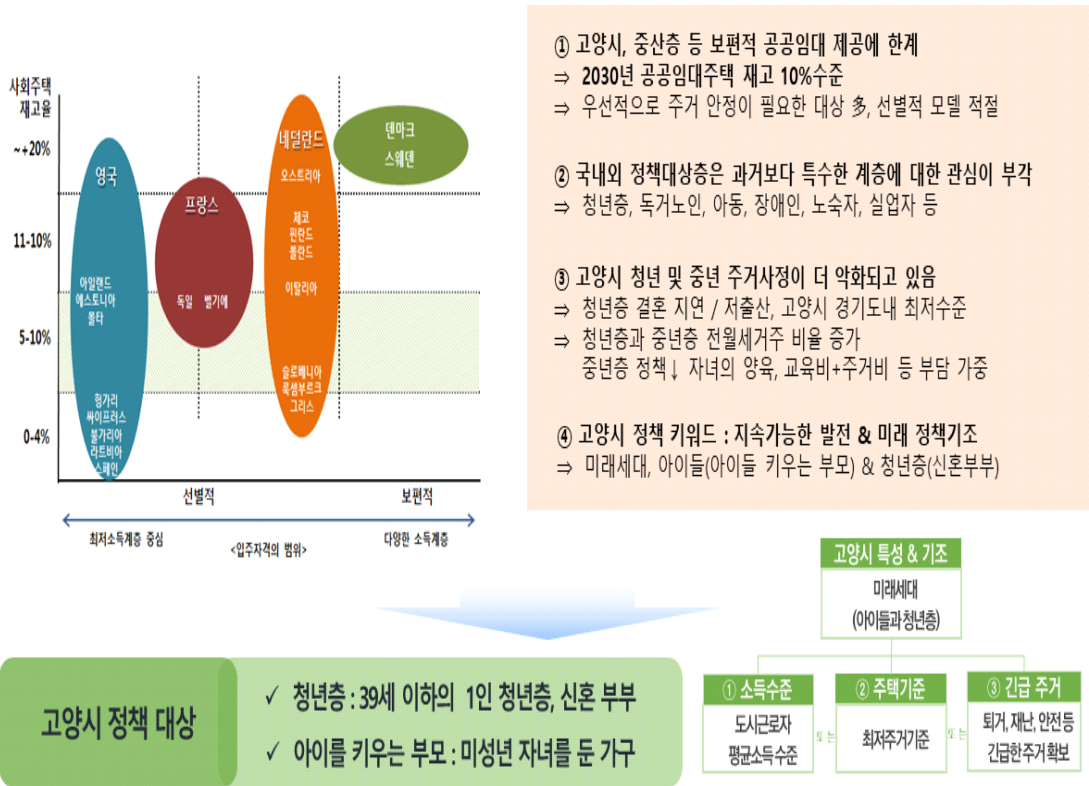 사회주택
재고율
~+20%
11-10%
5-10%
0-4%
영국
아일랜드
에스토니아
몰타
헝가리
싸이프러스
불가리아
라트비아
스페인
프랑스
독일 벨기에
네덜란드
오스트리아
체코
핀란드
폴란드
이탈리아
슬로베니아
룩셈부르크
그리스
덴마크
스웨덴
선별적
보편적
최저소득계층 중심
<입주자격의 범위>
다양한 소득계층
① 고양시, 중산층 등 보편적 공공임대 제공에 한계
⇒ 2030년 공공임대주택 재고 10%수준
⇒ 우선적으로 주거 안정이 필요한 대상 多, 선별적 모델 적절
② 국내외 정책대상층은 과거보다 특수한 계층에 대한 관심이 부각
⇒ 청년층, 독거노인, 아동, 장애인, 노숙자, 실업자 등
③ 고양시 청년 및 중년 주거사정이 더 악화되고 있음
⇒ 청년층 결혼 지연 / 저출산, 고양시 경기도내 최저수준
⇒ 청년층과 중년층 전월세거주 비율 증가
중년층 정책↓ 자녀의 양육, 교육비+주거비 등 부담 가중
④ 고양시 정책 키워드 : 지속가능한 발전 & 미래 정책기조
⇒ 미래세대, 아이들(아이들 키우는 부모) & 청년층(신혼부부)
고양시 정책 대상
✓ 청년층 : 39세 이하의 1인 청년층, 신혼 부부
✓ 아이를 키우는 부모 : 미성년 자녀를 둔 가구
고양시 특성 & 기조
미래세대
(아이들과 청년층)
① 소득수준
도시근로자
평균소득 수준
또는
② 주택기준
최저주거기준
또는
③ 긴급 주거
퇴거, 재난, 안전등
긴급한 주거 확보